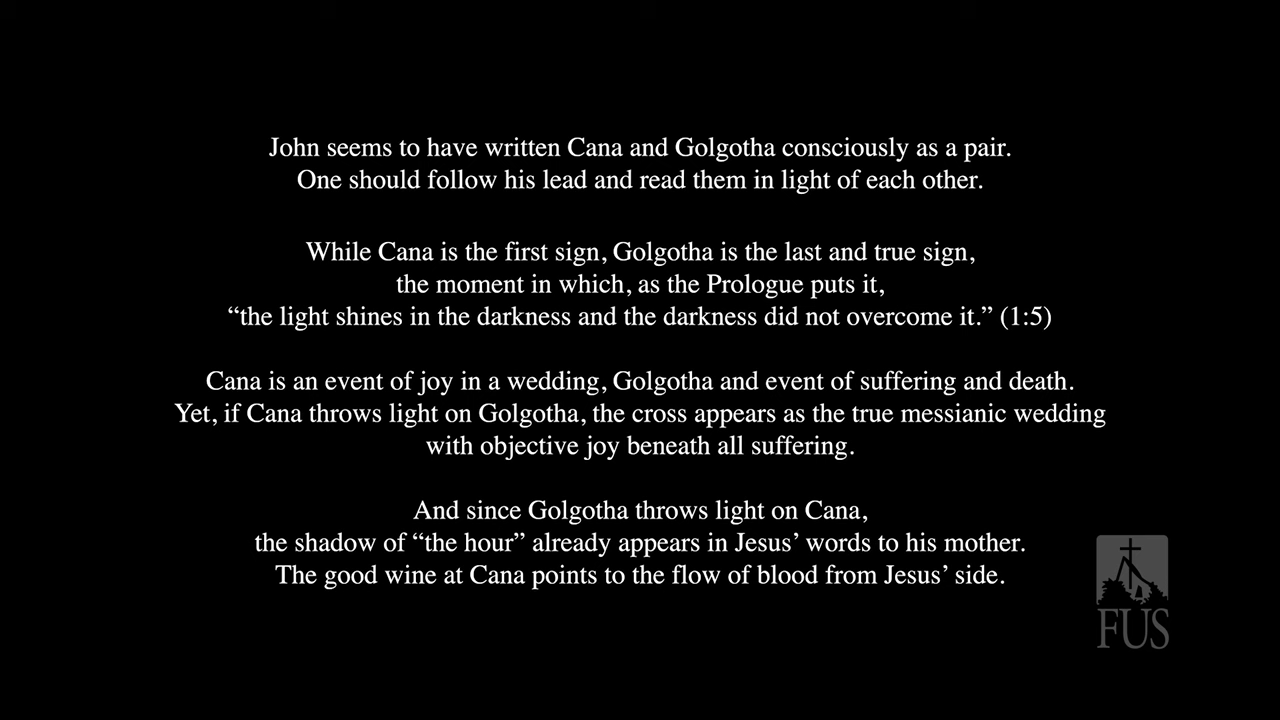 John seems to have written Cana and Golgotha consciously as a pair.
One should follow his lead and read them in light of each other.
While Cana is the first sign, Golgotha is the last and true sign,
the moment in which, as the Prologue puts it,
“the light shines in the darkness and the darkness did not overcome it.” (1:5)
Cana is an event of joy in a wedding, Golgotha and event of suffering and death.
Yet, if Cana throws light on Golgotha, the cross appears as the true messianic wedding
with objective joy beneath all suffering.
And since Golgotha throws light on Cana,
the shadow of “the hour” already appears in Jesus’ words to his mother.
The good wine at Cana points to the flow of blood from Jesus’ side.
FUS